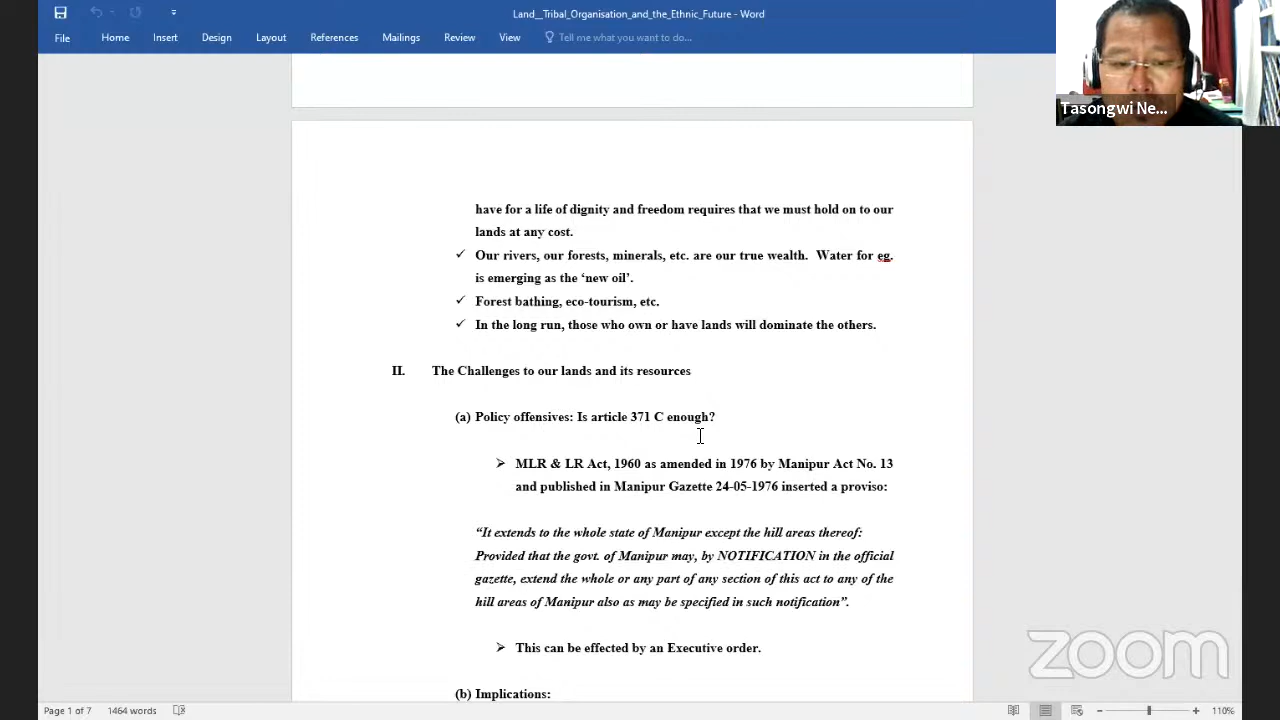 Land__Tribal_Organisation_and_the_Ethnic_Future - Word
File Home Insert Design Layout References Mailings Review View Tell me what you want to do...
Tasongwi Ne...
have for a life of dignity and freedom requires that we must hold on to our
lands at any cost.
✓ Our rivers, our forests, minerals, etc. are our true wealth. Water for eg.
is emerging as the ‘new oil’.
✓ Forest bathing, eco-tourism, etc.
✓ In the long run, those who own or have lands will dominate the others.
II. The Challenges to our lands and its resources
(a) Policy offensives: Is article 371 C enough?
➢ MLR & LR Act, 1960 as amended in 1976 by Manipur Act No. 13
and published in Manipur Gazette 24-05-1976 inserted a proviso:
“It extends to the whole state of Manipur except the hill areas thereof:
Provided that the govt. of Manipur may, by NOTIFICATION in the official
gazette, extend the whole or any part of any section of this act to any of the
hill areas of Manipur also as may be specified in such notification”.
➢ This can be effected by an Executive order.
(b) Implications:
zoom
Page 1 of 7 1464 words 110%